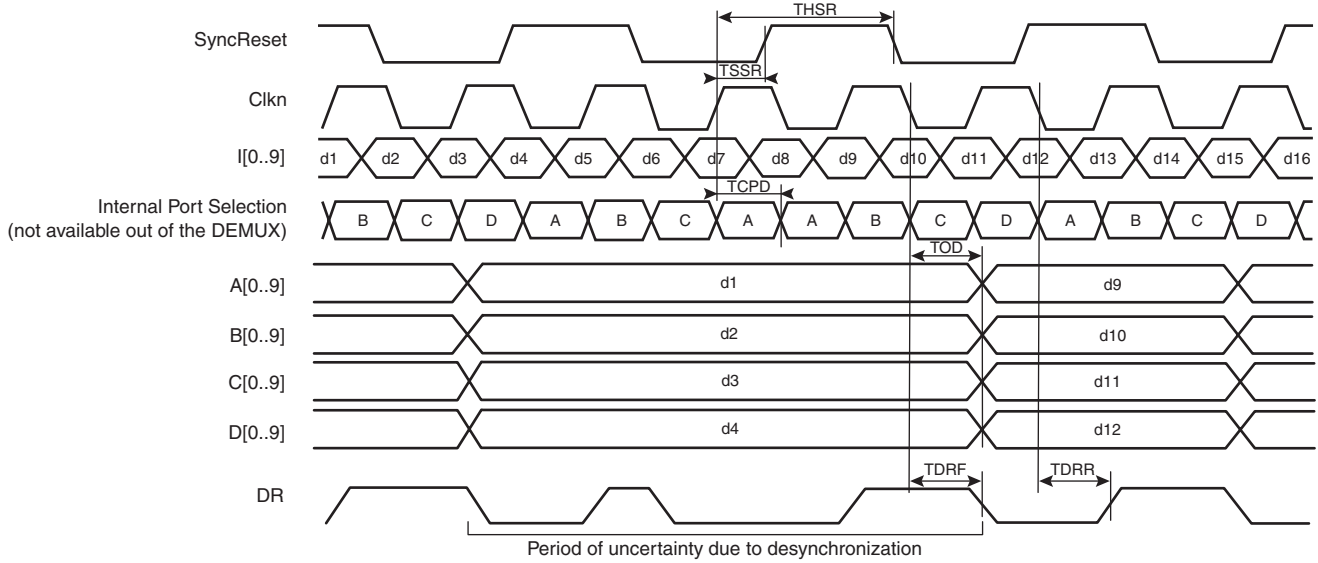 THSR
SyncReset
TSSR
Clkn
I[0..9] d1 d2 d3 d4 d5 d6 d7 d8 d9 d10 d11 d12 d13 d14 d15 d16
TCPD
Internal Port Selection
(not available out of the DEMUX)
B C D A B C A A B C D A B C D
TOD
A[0..9] d1 d9
B[0..9] d2 d10
C[0..9] d3 d11
D[0..9] d4 d12
TDRF TDRR
DR
Period of uncertainty due to desynchronization